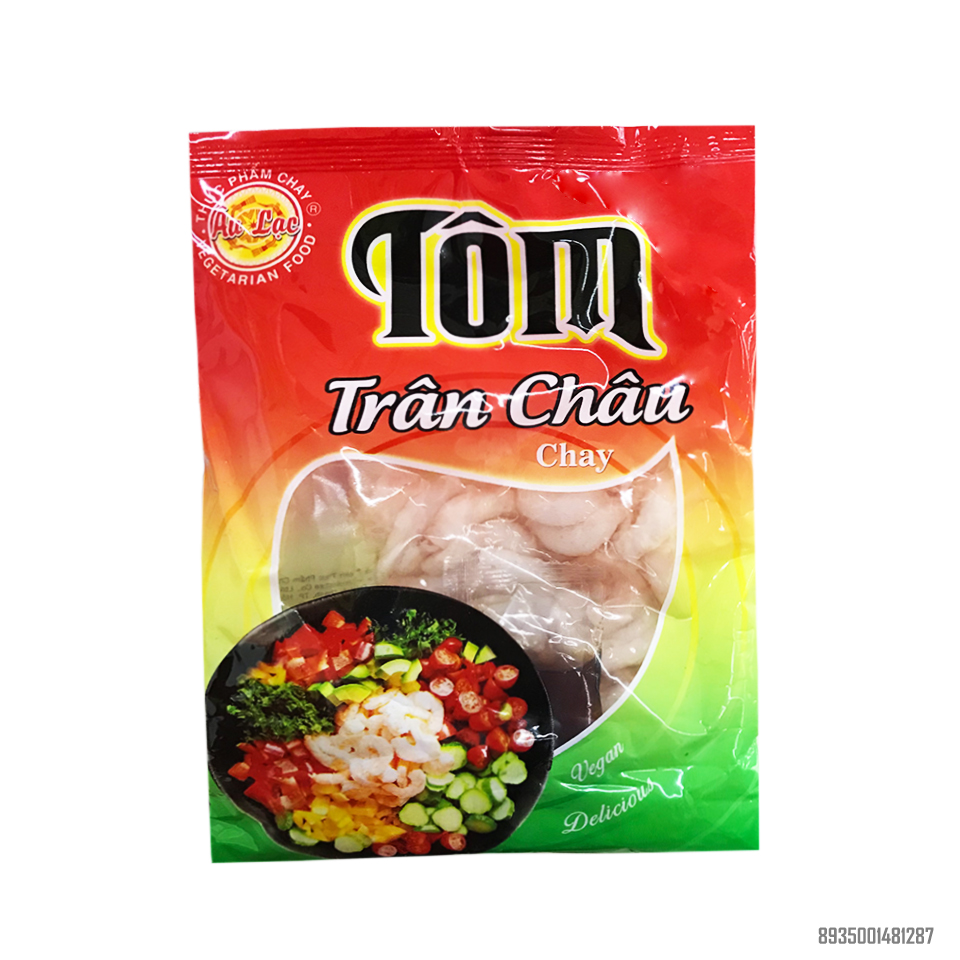 THỰC PHẨM CHAY
Âu Lạc ®
VEGETARIAN FOOD
Tôm
Trân Châu
Chay
Vegan
Delicious
8935001481287